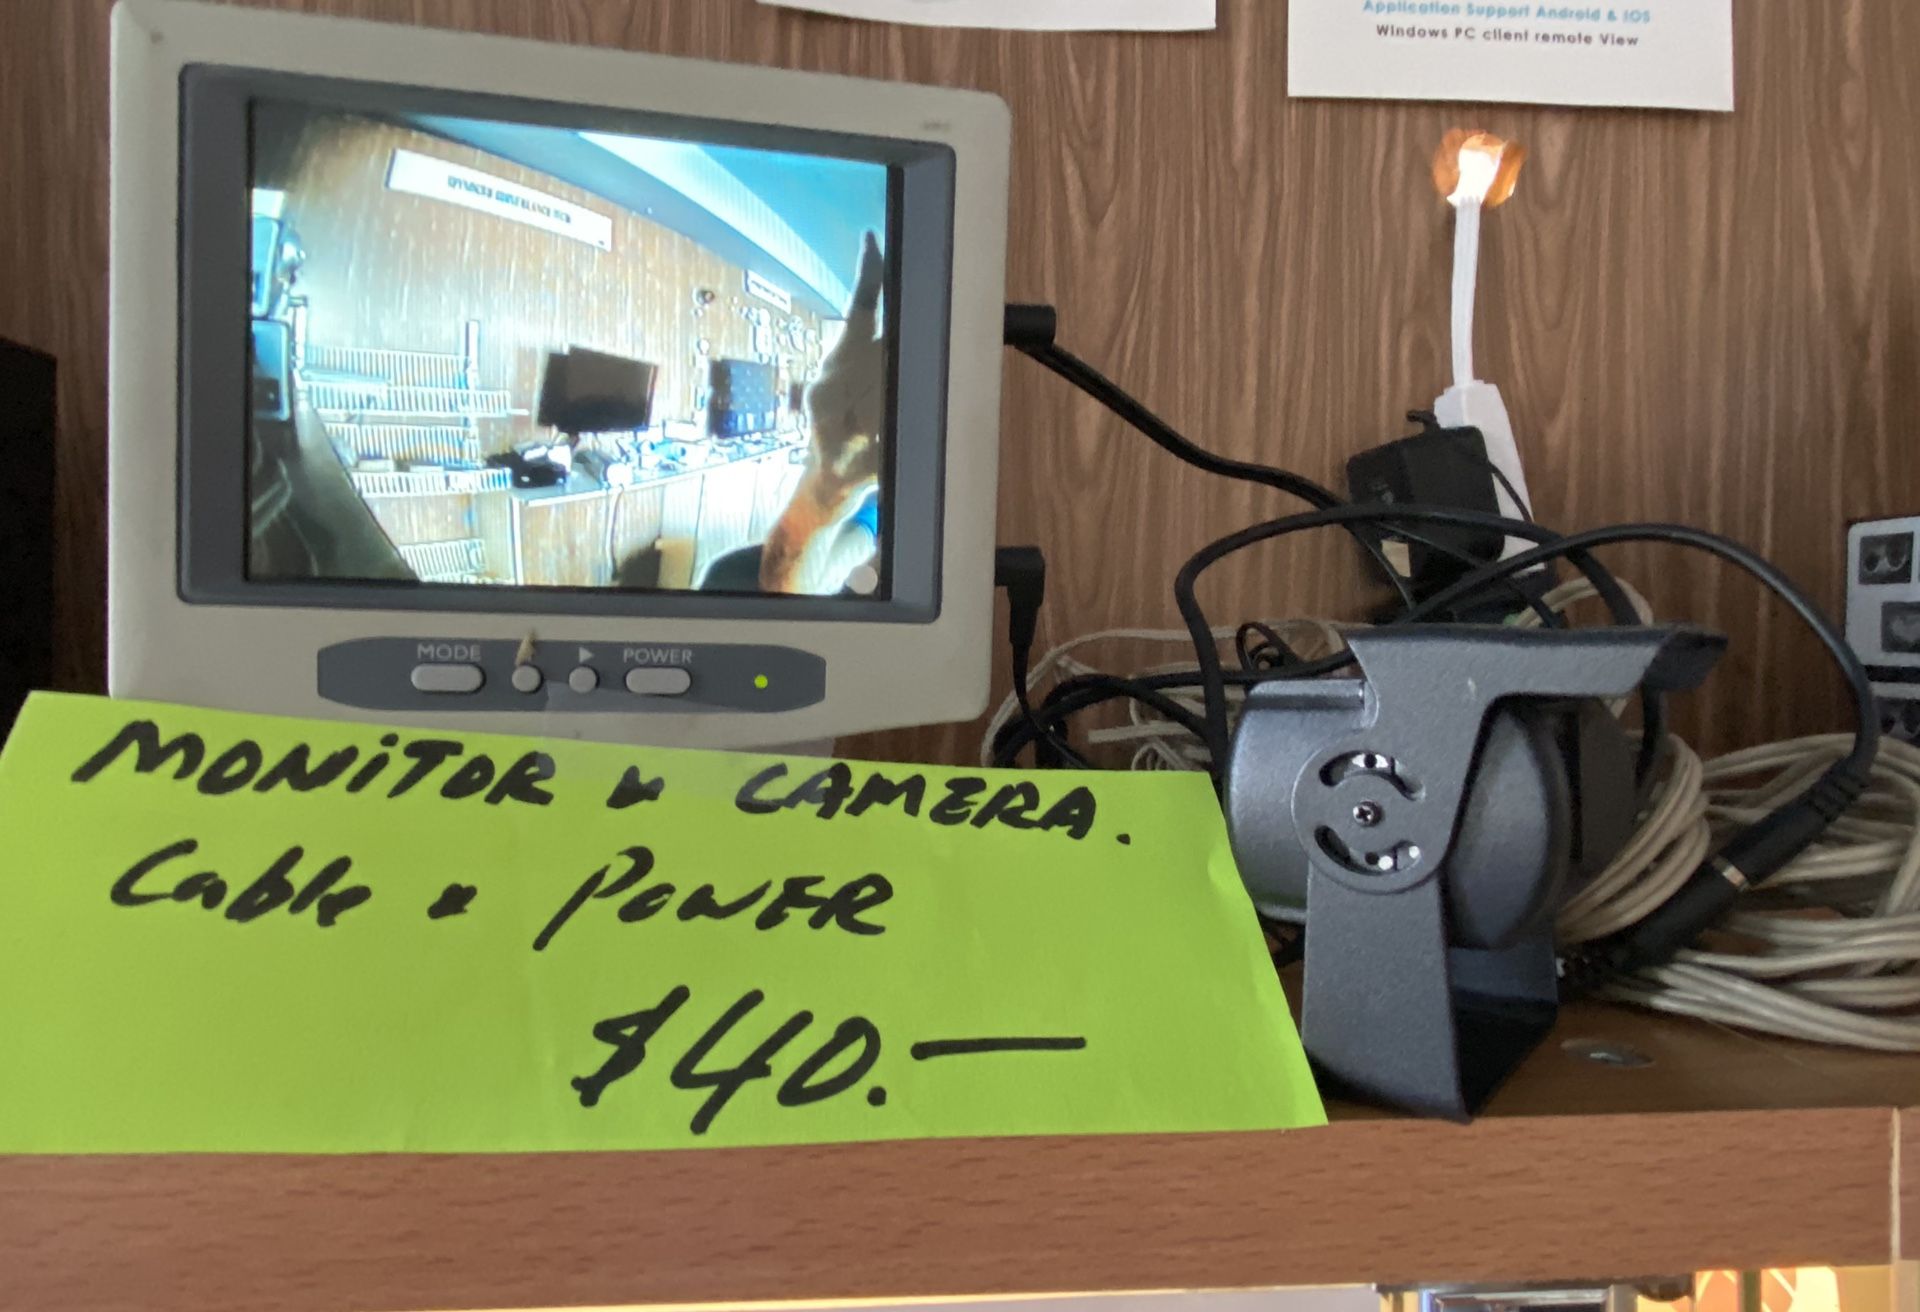 Application Support Android & IOS
Windows PC client remote View
MODE
POWER
MONITOR & CAMERA.
Cable & POWER
$40.—